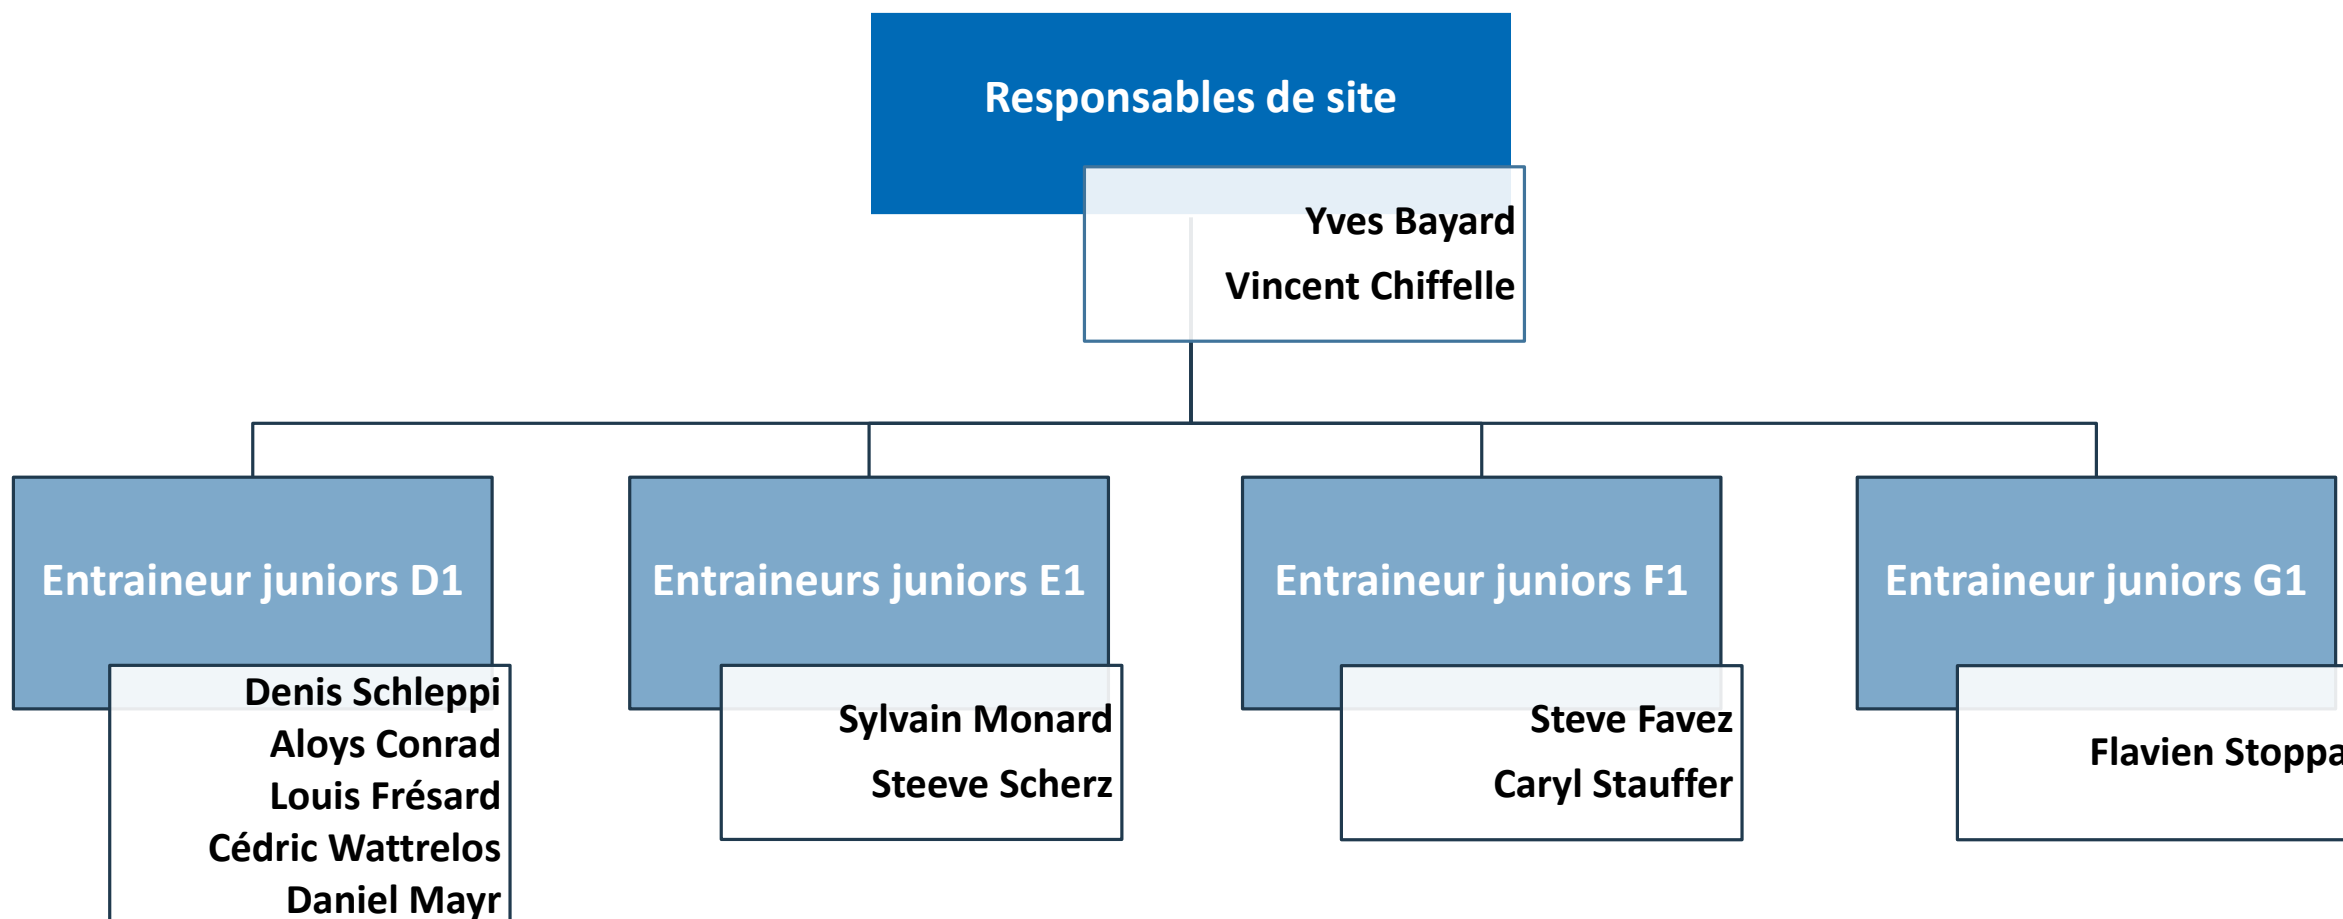 Responsables de site
Yves Bayard
Vincent Chiffelle
Entraineur juniors D1
Denis Schleppi
Aloys Conrad
Louis Frésard
Cédric Wattrelos
Daniel Mayr
Entraineurs juniors E1
Sylvain Monard
Steeve Scherz
Entraineur juniors F1
Steve Favez
Caryl Stauffer
Entraineur juniors G1
Flavien